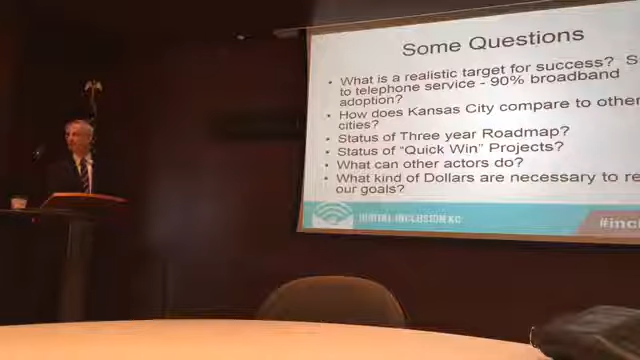 Some Questions
• What is a realistic target for success? S
to telephone service - 90% broadband
adoption?
• How does Kansas City compare to other
cities?
• Status of Three year Roadmap?
• Status of "Quick Win" Projects?
• What can other actors do?
• What kind of Dollars are necessary to re
our goals?
DIGITAL INCLUSION KC
#incl